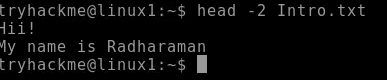 tryhackme@linux1:~$ head -2 Intro.txt
Hii!
My name is Radharaman
tryhackme@linux1:~$